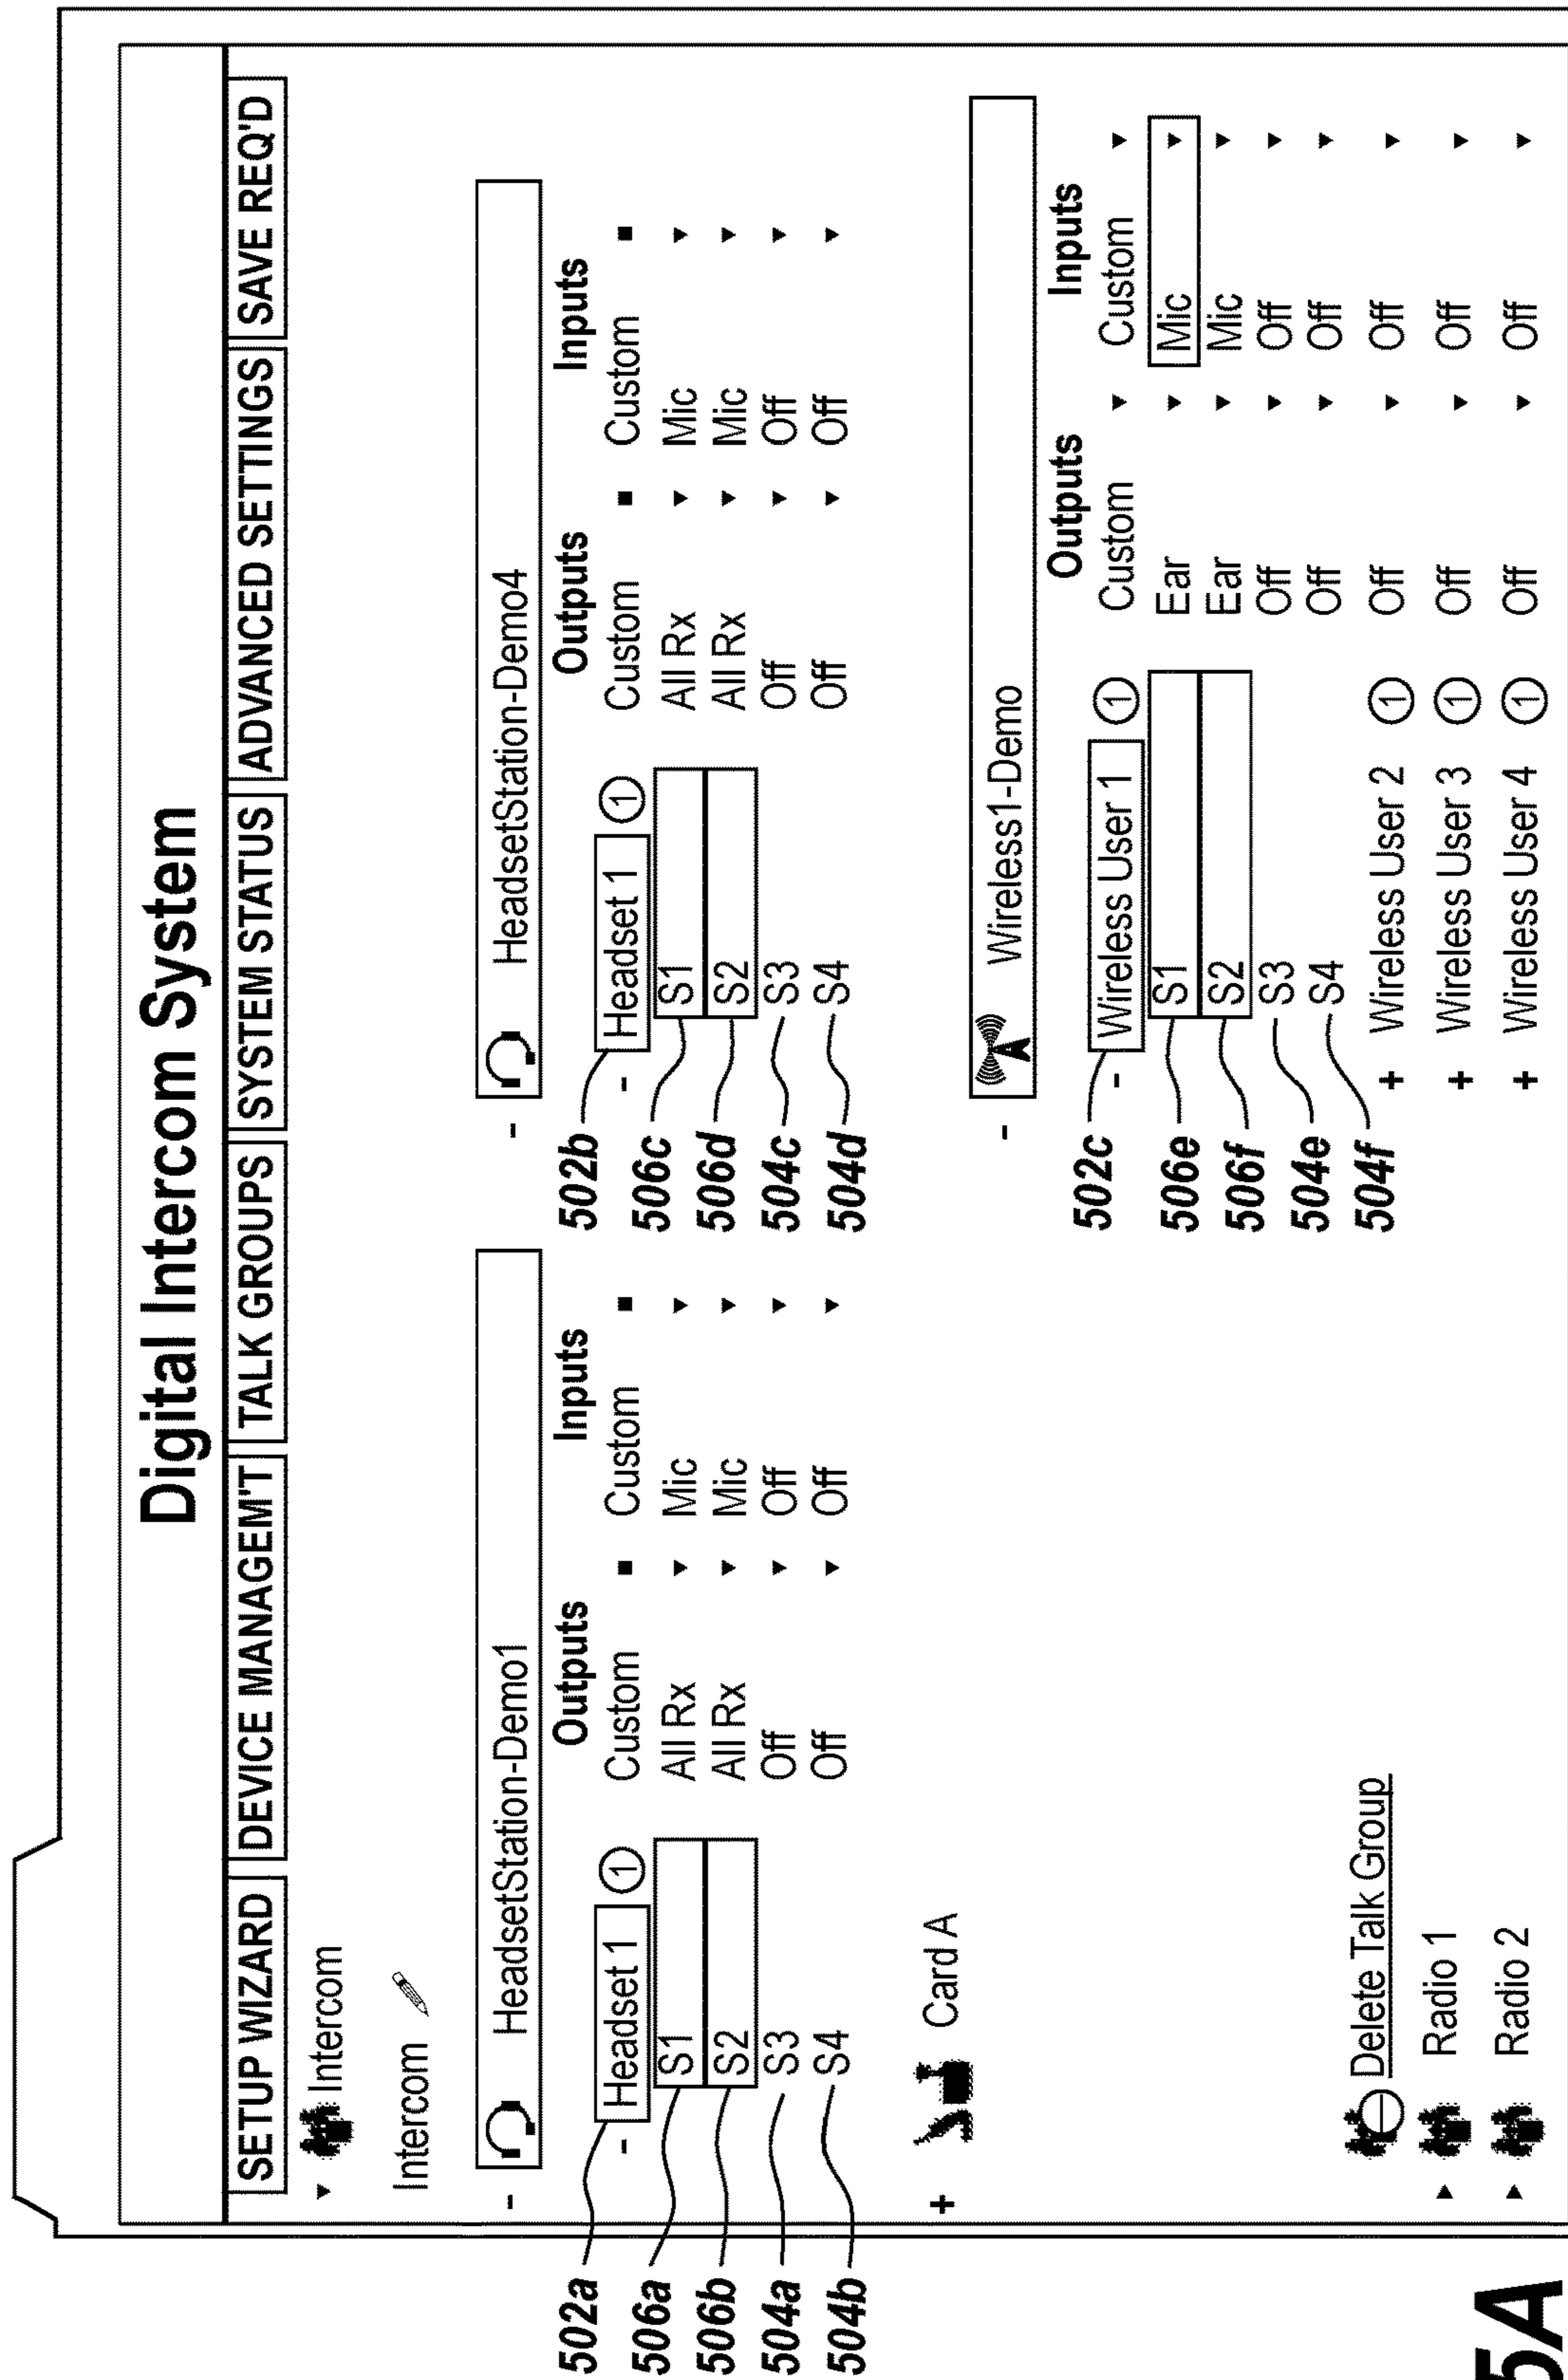 Digital Intercom System
SETUP WIZARD DEVICE MANAGEM'T TALK GROUPS SYSTEM STATUS ADVANCED SETTINGS SAVE REQ'D
Intercom
Intercom
HeadsetStation-Demo1
Outputs Inputs
502a - Headset 1 1 Custom Custom
506a S1 All Rx Mic
506b S2 All Rx Mic
504a S3 Off Off
504b S4 Off Off
+ Card A
- HeadsetStation-Demo4
Outputs Inputs
502b - Headset 1 1 Custom Custom
506c S1 All Rx Mic
506d S2 All Rx Mic
504c S3 Off Off
504d S4 Off Off
- Wireless1-Demo
Outputs Inputs
502c - Wireless User 1 1 Custom Custom
506e S1 Ear Mic
506f S2 Ear Mic
504e S3 Off Off
504f S4 Off Off
+ Wireless User 2 1 Off Off
+ Wireless User 3 1 Off Off
+ Wireless User 4 1 Off Off
Delete Talk Group
Radio 1
Radio 2
5A